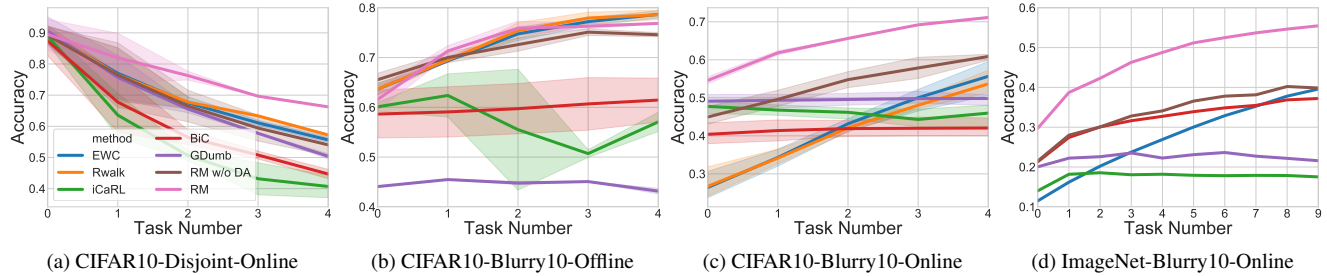 Accuracy
0.9
0.8
0.7
0.6
0.5
0.4
method
EWC
Rwalk
iCaRL
BiC
GDumb
RM w/o DA
RM
0 1 2 3 4
Task Number
(a) CIFAR10-Disjoint-Online
Accuracy
0.8
0.7
0.6
0.5
0.4
0 1 2 3 4
Task Number
(b) CIFAR10-Blurry10-Offline
Accuracy
0.7
0.6
0.5
0.4
0.3
0 1 2 3 4
Task Number
(c) CIFAR10-Blurry10-Online
Accuracy
0.6
0.5
0.4
0.3
0.2
0.1
0 1 2 3 4 5 6 7 8 9
Task Number
(d) ImageNet-Blurry10-Online